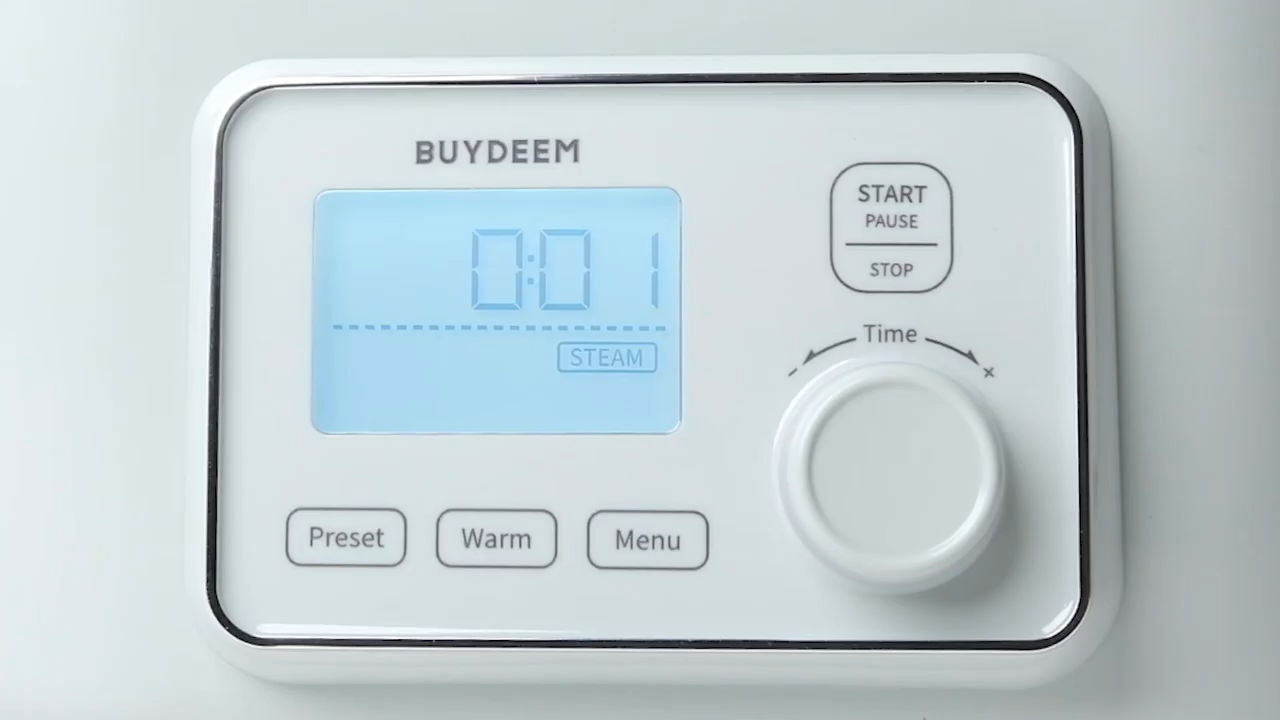 BUYDEEM
0:01
STEAM
START
PAUSE
STOP
Time
- +
Preset
Warm
Menu